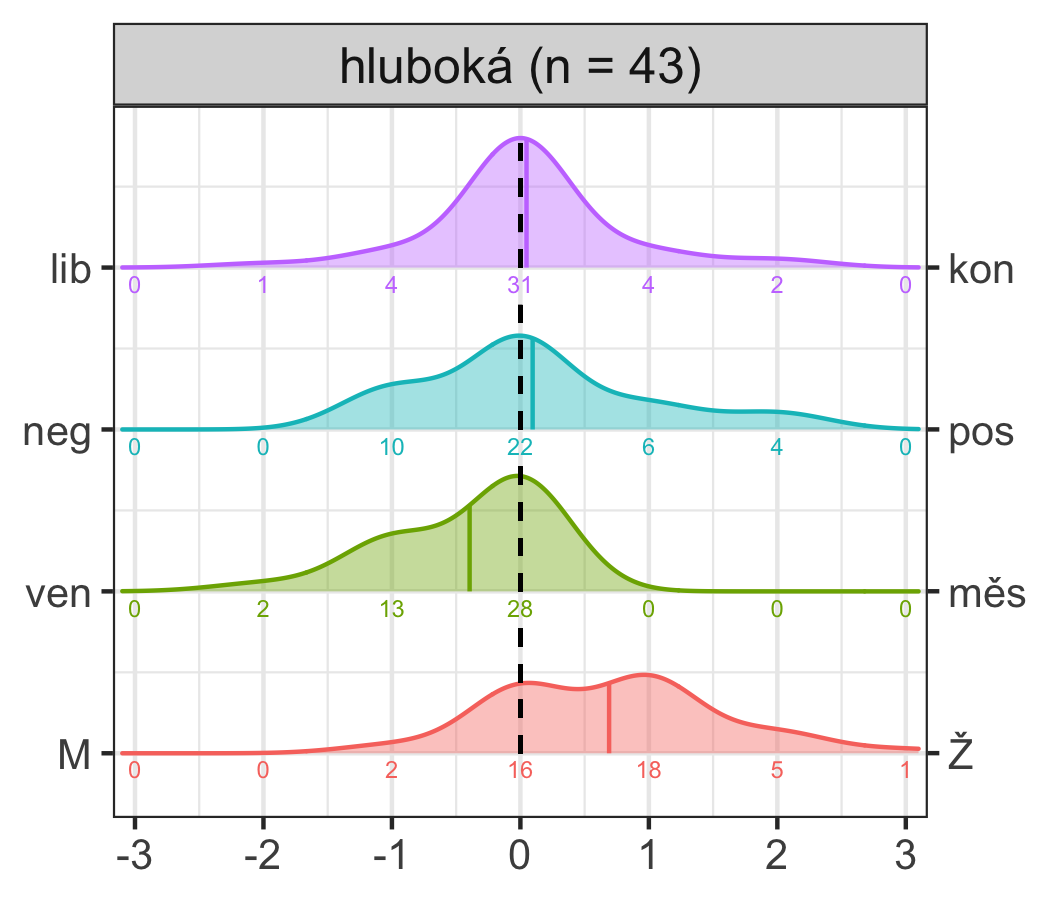 hluboká (n = 43)
lib kon
0 1 4 31 4 2 0
neg pos
0 0 10 22 6 4 0
ven měs
0 2 13 28 0 0 0
M Ž
0 0 2 16 18 5 1
-3 -2 -1 0 1 2 3